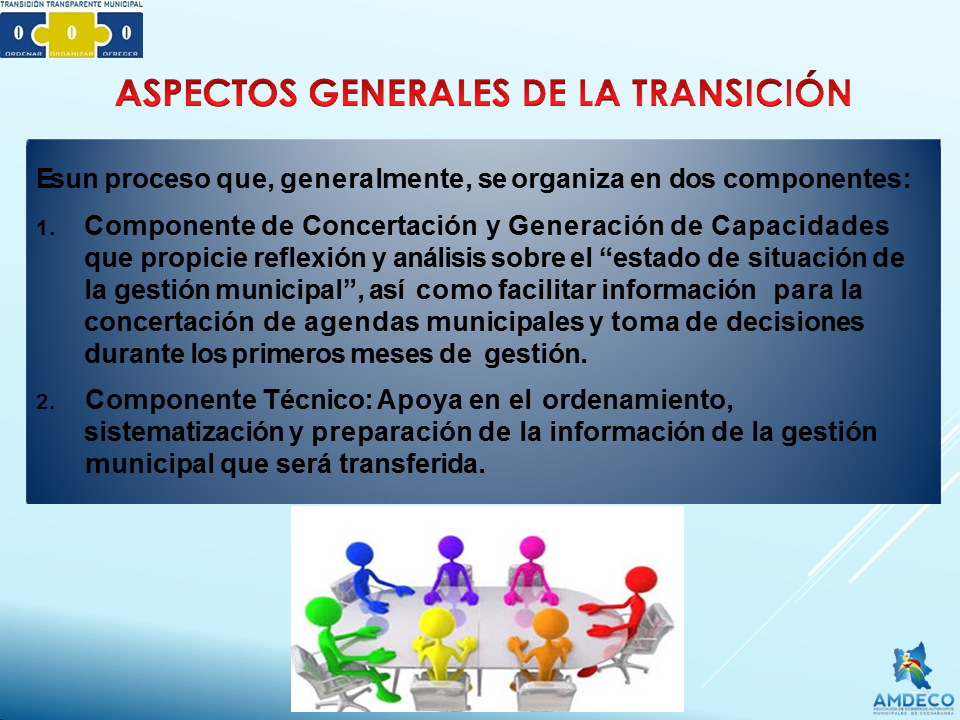 TRANSICIÓN TRANSPARENTE MUNICIPAL
0 0 0
ORDENAR ORGANIZAR OFRECER
ASPECTOS GENERALES DE LA TRANSICIÓN
Esun proceso que, generalmente, se organiza en dos componentes:
1. Componente de Concertación y Generación de Capacidades
que propicie reflexión y análisis sobre el “estado de situación de
la gestión municipal”, así como facilitar información para la
concertación de agendas municipales y toma de decisiones
durante los primeros meses de gestión.
2. Componente Técnico: Apoya en el ordenamiento,
sistematización y preparación de la información de la gestión
municipal que será transferida.
AMDECO
ASOCIACIÓN DE GOBIERNOS AUTÓNOMOS
MUNICIPALES DE COCHABAMBA